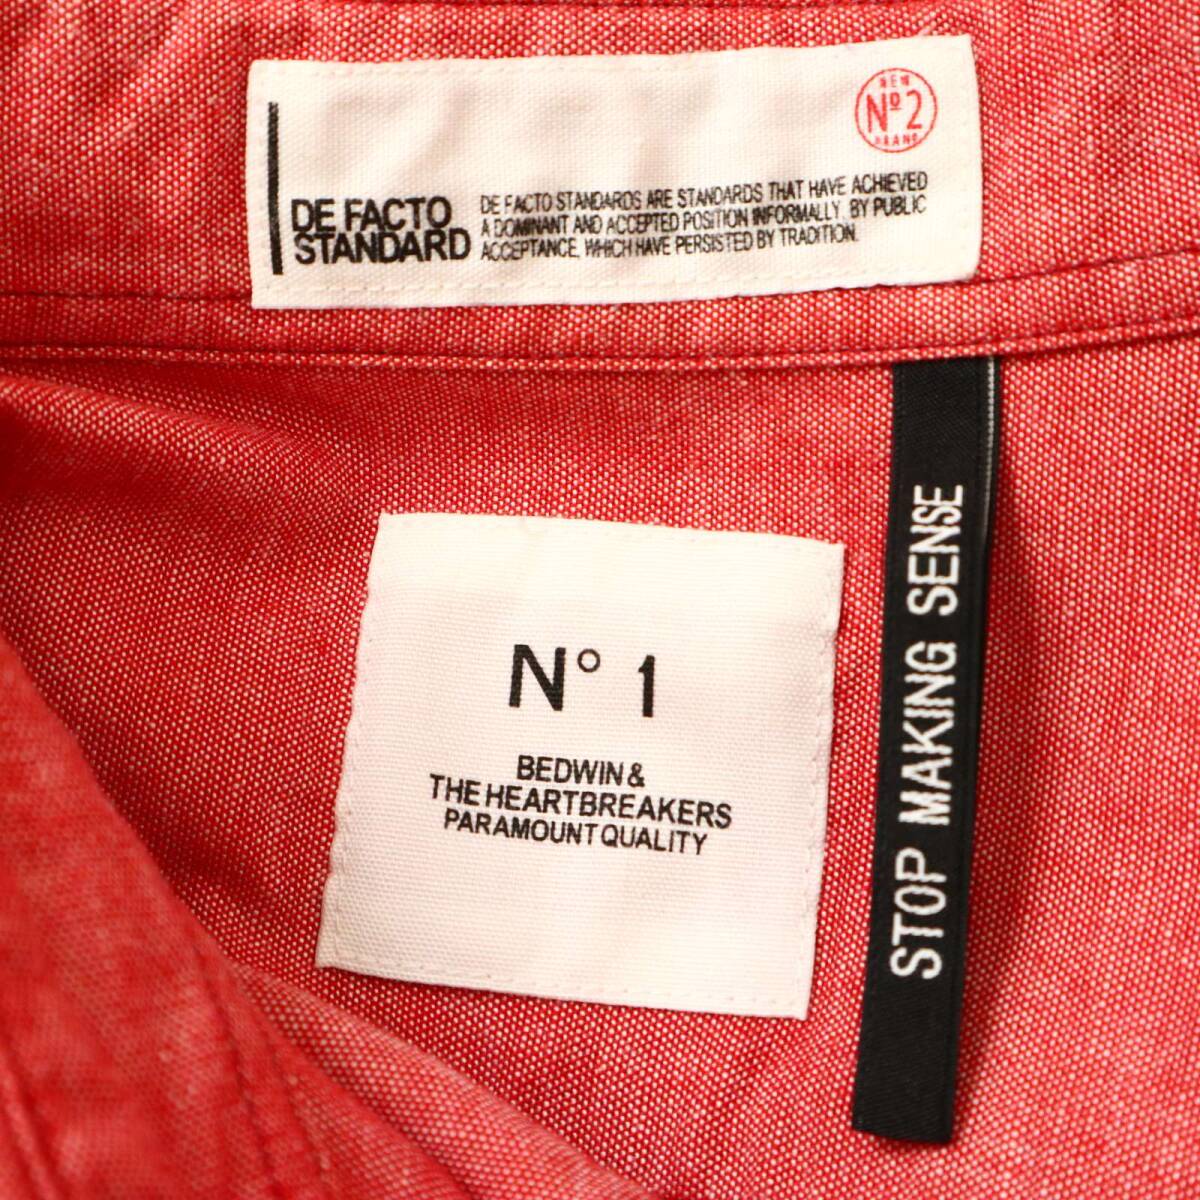 NEW
Nº2
BRAND
DE FACTO
STANDARD
DE FACTO STANDARDS ARE STANDARDS THAT HAVE ACHIEVED
A DOMINANT AND ACCEPTED POSITION INFORMALLY, BY PUBLIC
ACCEPTANCE, WHICH HAVE PERSISTED BY TRADITION.
N° 1
BEDWIN &
THE HEARTBREAKERS
PARAMOUNT QUALITY
STOP MAKING SENSE